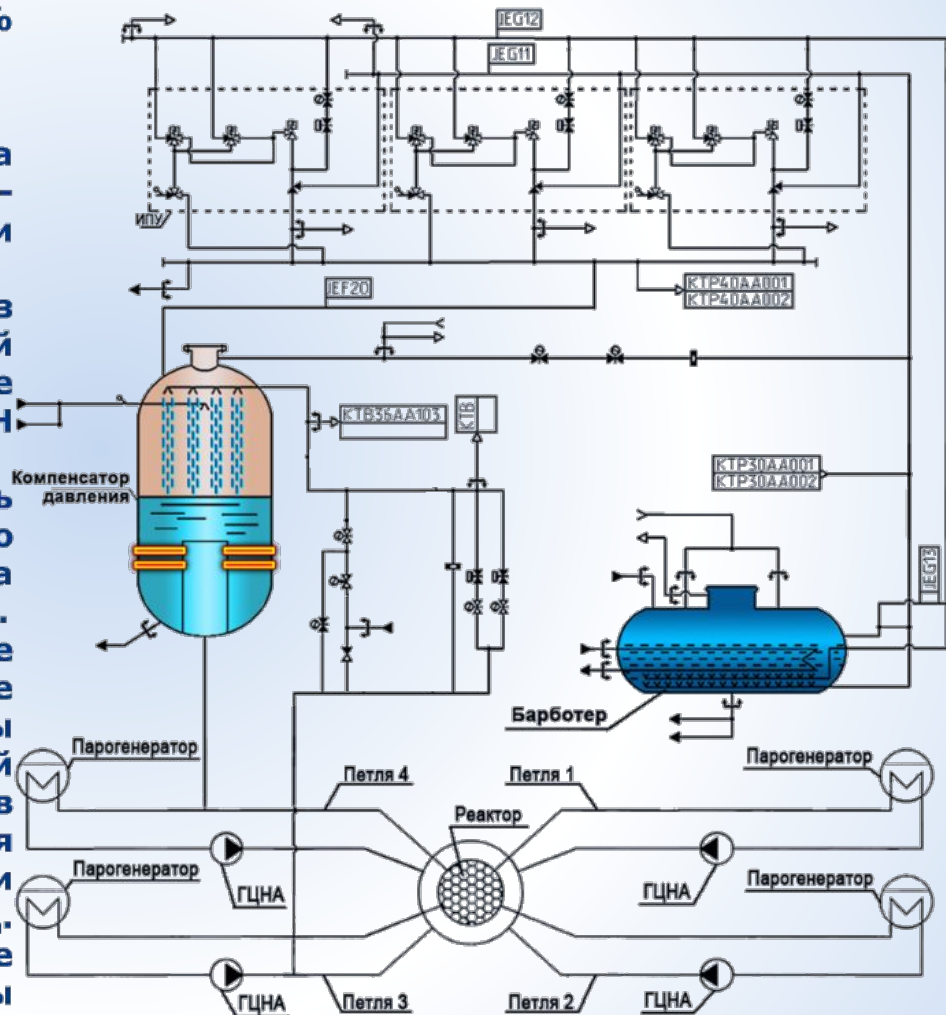 %
JEG12
JEG11
а
–
и
ИПУ
в
й
е
Н
JEF20
KTP40AA001
KTP40AA002
KTB36AA103
KTB
Компенсатор
давления
ь
о
а
.
е
е
ы
й
в
я
и
.
е
ы
KTP30AA001
KTP30AA002
JEG13
Барботер
Парогенератор
Петля 4
Петля 1
Парогенератор
Реактор
ГЦНА
ГЦНА
Парогенератор
Парогенератор
ГЦНА
Петля 3
Петля 2
ГЦНА